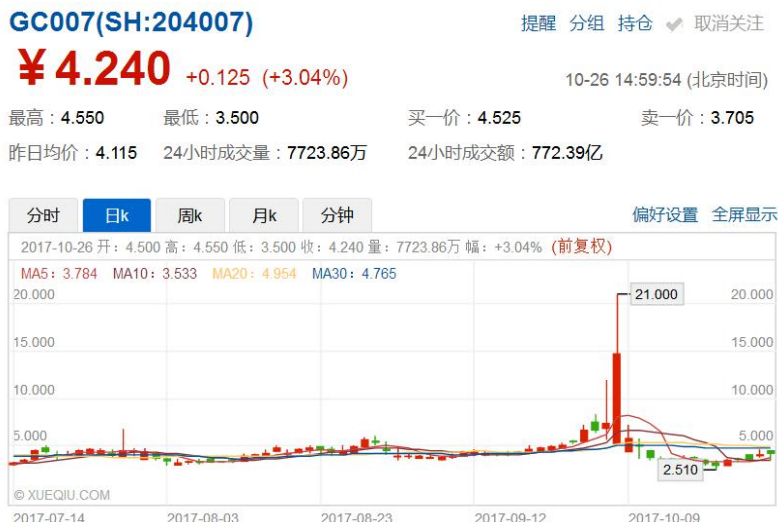 GC007(SH:204007) 提醒 分组 持仓 取消关注
¥4.240 +0.125 (+3.04%) 10-26 14:59:54 (北京时间)
最高：4.550 最低：3.500 买一价：4.525 卖一价：3.705
昨日均价：4.115 24小时成交量：7723.86万 24小时成交额：772.39亿
分时 日k 周k 月k 分钟 偏好设置 全屏显示
2017-10-26 开：4.500 高：4.550 低：3.500 收：4.240 量：7723.86万 幅：+3.04% (前复权)
MA5：3.784 MA10：3.533 MA20：4.954 MA30：4.765
20.000 21.000 20.000
15.000 15.000
10.000 10.000
5.000 5.000
2.510
© XUEQIU.COM
2017-07-14 2017-08-03 2017-08-23 2017-09-12 2017-10-09